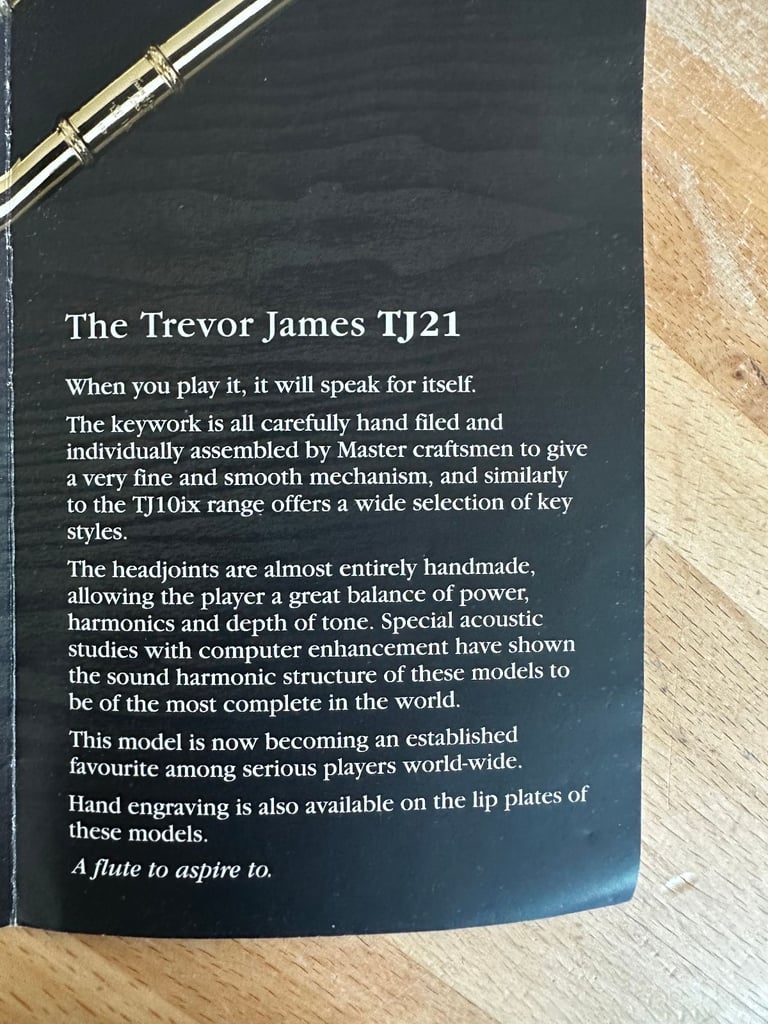 The Trevor James TJ21
When you play it, it will speak for itself.
The keywork is all carefully hand filed and
individually assembled by Master craftsmen to give
a very fine and smooth mechanism, and similarly
to the TJ10ix range offers a wide selection of key
styles.
The headjoints are almost entirely handmade,
allowing the player a great balance of power,
harmonics and depth of tone. Special acoustic
studies with computer enhancement have shown
the sound harmonic structure of these models to
be of the most complete in the world.
This model is now becoming an established
favourite among serious players world-wide.
Hand engraving is also available on the lip plates of
these models.
A flute to aspire to.